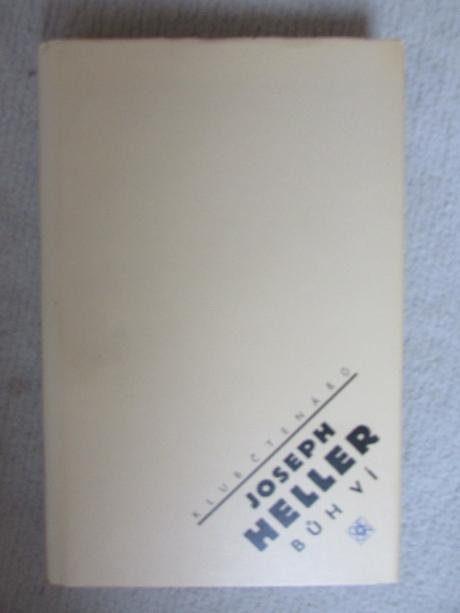 KLUB ČTENÁŘŮ
JOSEPH
HELLER
BŮH VÍ